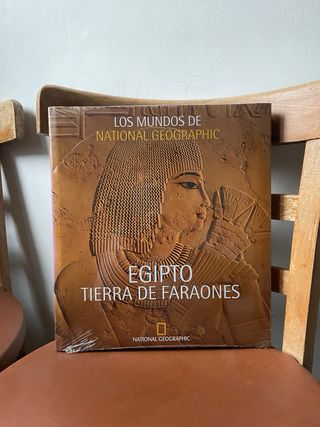 LOS MUNDOS DE
NATIONAL GEOGRAPHIC
EGIPTO
TIERRA DE FARAONES
NATIONAL GEOGRAPHIC